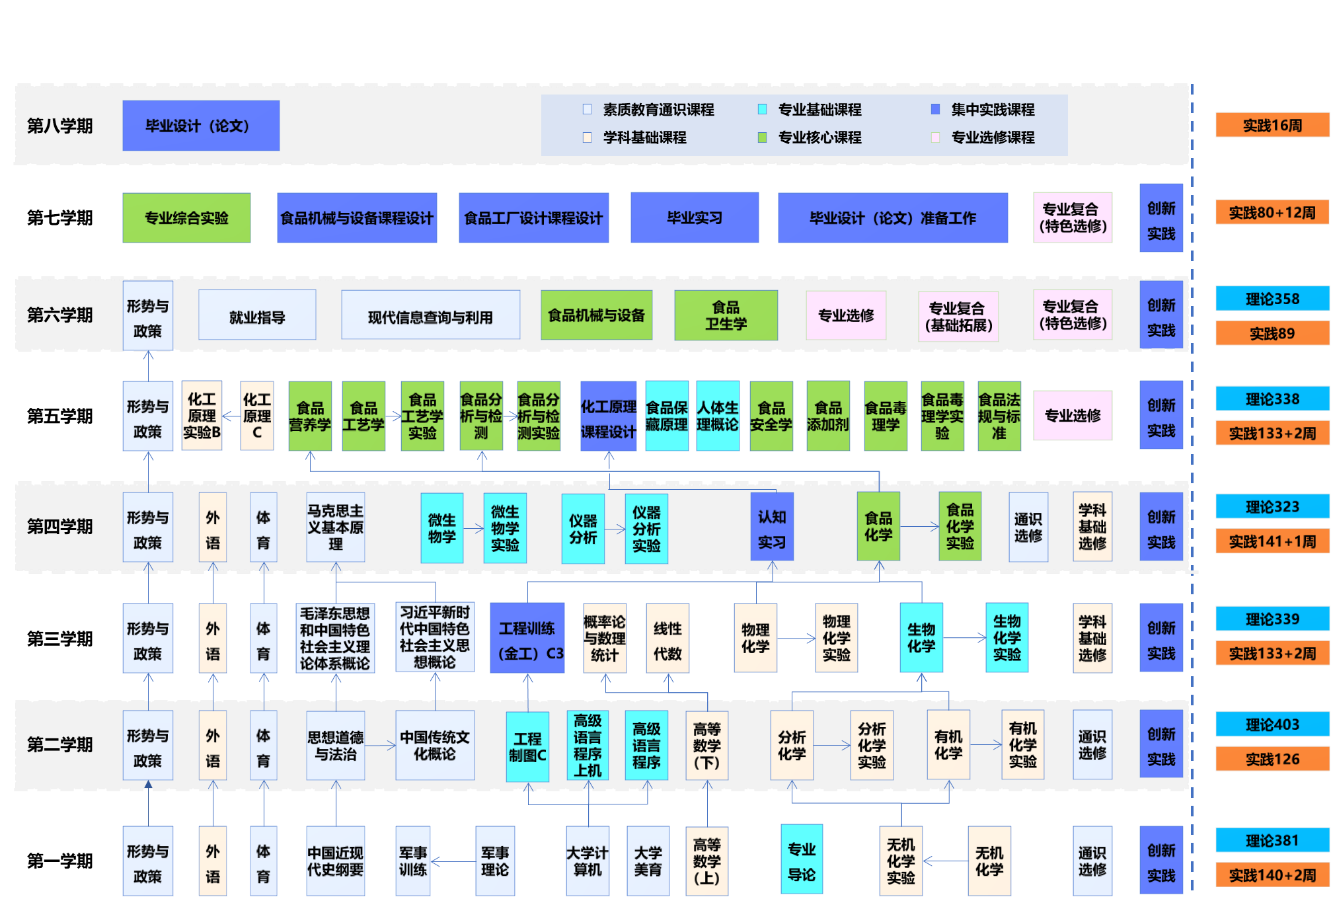 第八学期
毕业设计（论文）
素质教育通识课程
专业基础课程
集中实践课程
学科基础课程
专业核心课程
专业选修课程
实践16周
第七学期
专业综合实验
食品机械与设备课程设计
食品工厂设计课程设计
毕业实习
毕业设计（论文）准备工作
专业复合
（特色选修）
创新
实践
实践80+12周
第六学期
形势与
政策
就业指导
现代信息查询与利用
食品机械与设备
食品
卫生学
专业选修
专业复合
（基础拓展）
专业复合
（特色选修）
创新
实践
理论358
实践89
第五学期
形势与
政策
化工
原理
实验B
化工
原理
C
食品
营养学
食品
工艺学
食品
工艺学
实验
食品分
析与检
测
食品分
析与检
测实验
化工原理
课程设计
食品保
藏原理
人体生
理概论
食品
安全学
食品
添加剂
食品毒
理学
食品毒
理学实
验
食品法
规与标
准
专业选修
创新
实践
理论338
实践133+2周
第四学期
形势与
政策
外
语
体
育
马克思主
义基本原
理
微生
物学
微生
物学
实验
仪器
分析
仪器
分析
实验
认知
实习
食品
化学
食品
化学
实验
通识
选修
学科
基础
选修
创新
实践
理论323
实践141+1周
第三学期
形势与
政策
外
语
体
育
毛泽东思想
和中国特色
社会主义理
论体系概论
习近平新时
代中国特色
社会主义思
想概论
工程训练
（金工）C3
概率论
与数理
统计
线性
代数
物理
化学
物理
化学
实验
生物
化学
生物
化学
实验
学科
基础
选修
创新
实践
理论339
实践133+2周
第二学期
形势与
政策
外
语
体
育
思想道德
与法治
中国传统文
化概论
工程
制图C
高级
语言
程序
上机
高级
语言
程序
高等
数学
（下）
分析
化学
分析
化学
实验
有机
化学
有机
化学
实验
通识
选修
创新
实践
理论403
实践126
第一学期
形势与
政策
外
语
体
育
中国近现
代史纲要
军事
训练
军事
理论
大学计
算机
大学
美育
高等
数学
（上）
专业
导论
无机
化学
实验
无机
化学
通识
选修
创新
实践
理论381
实践140+2周